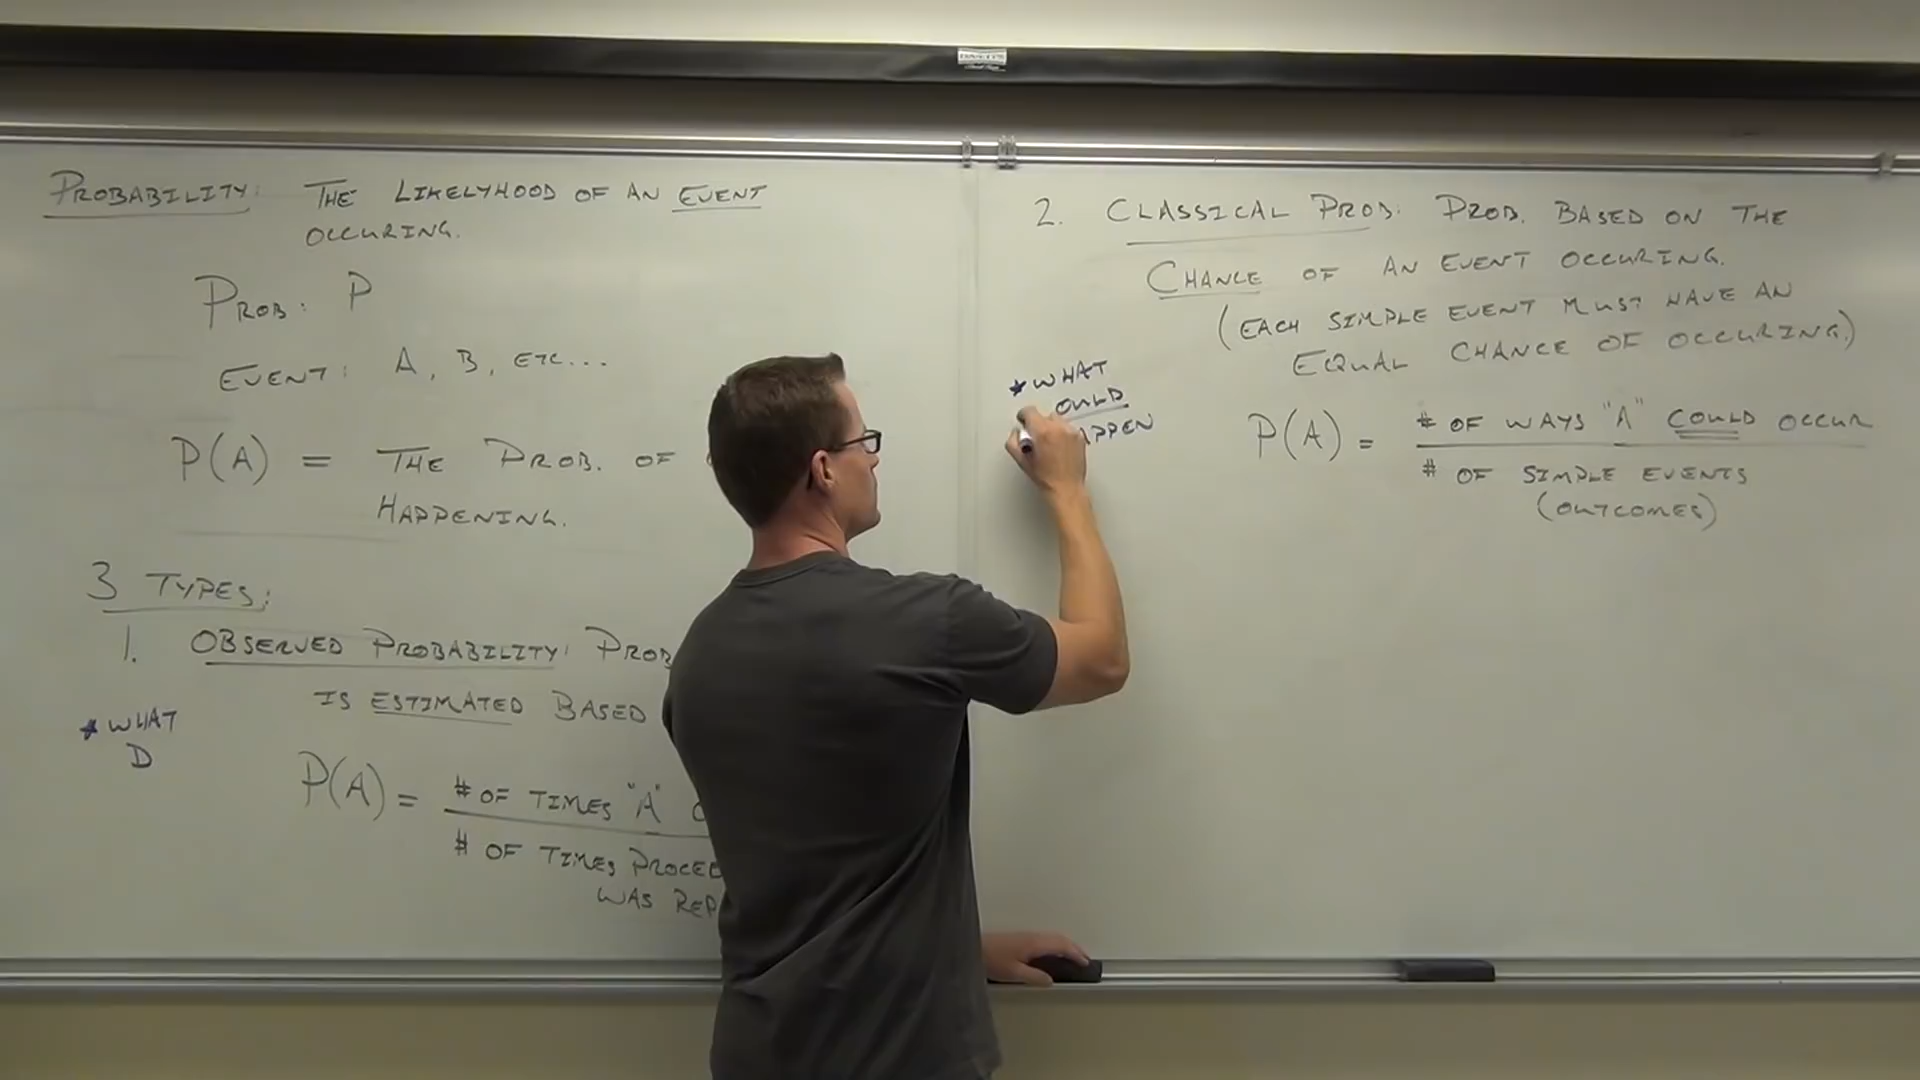 PROBABILITY: THE LIKELYHOOD OF AN EVENT
OCCURING.
PROB: P
EVENT: A, B, ETC...
P(A) = THE PROB. OF
HAPPENING.
3 TYPES:
1. OBSERVED PROBABILITY: PROB
IS ESTIMATED BASED
* WHAT
D
P(A) = # OF TIMES "A"
# OF TIMES PROCED
WAS REP
2. CLASSICAL PROB: PROB. BASED ON THE
CHANCE OF AN EVENT OCCURING.
(EACH SIMPLE EVENT MUST HAVE AN
EQUAL CHANCE OF OCCURING.)
* WHAT
OULD
PPEN
P(A) = # OF WAYS "A" COULD OCCUR
# OF SIMPLE EVENTS
(OUTCOMES)